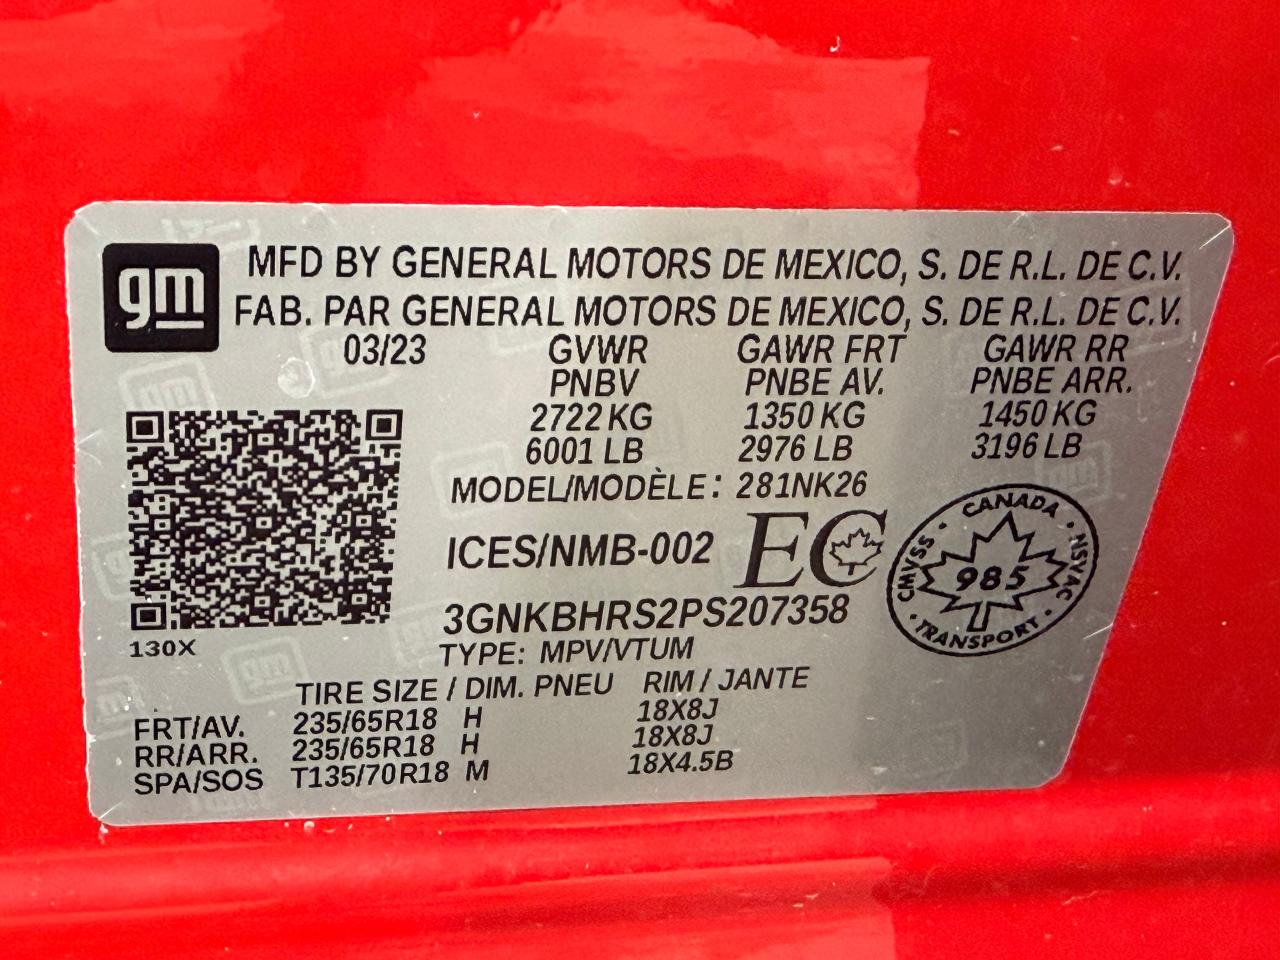 gm
MFD BY GENERAL MOTORS DE MEXICO, S. DE R.L. DE C.V.
FAB. PAR GENERAL MOTORS DE MEXICO, S. DE R.L. DE C.V.
03/23 GVWR GAWR FRT GAWR RR
PNBV PNBE AV. PNBE ARR.
2722 KG 1350 KG 1450 KG
6001 LB 2976 LB 3196 LB
MODEL/MODÈLE: 281NK26
ICES/NMB-002 EC
CANADA · NSVAC · TRANSPORT · CMVSS ·
985
3GNKBHRS2PS207358
130X
TYPE: MPV/VTUM
TIRE SIZE / DIM. PNEU RIM / JANTE
FRT/AV. 235/65R18 H 18X8J
RR/ARR. 235/65R18 H 18X8J
SPA/SOS T135/70R18 M 18X4.5B